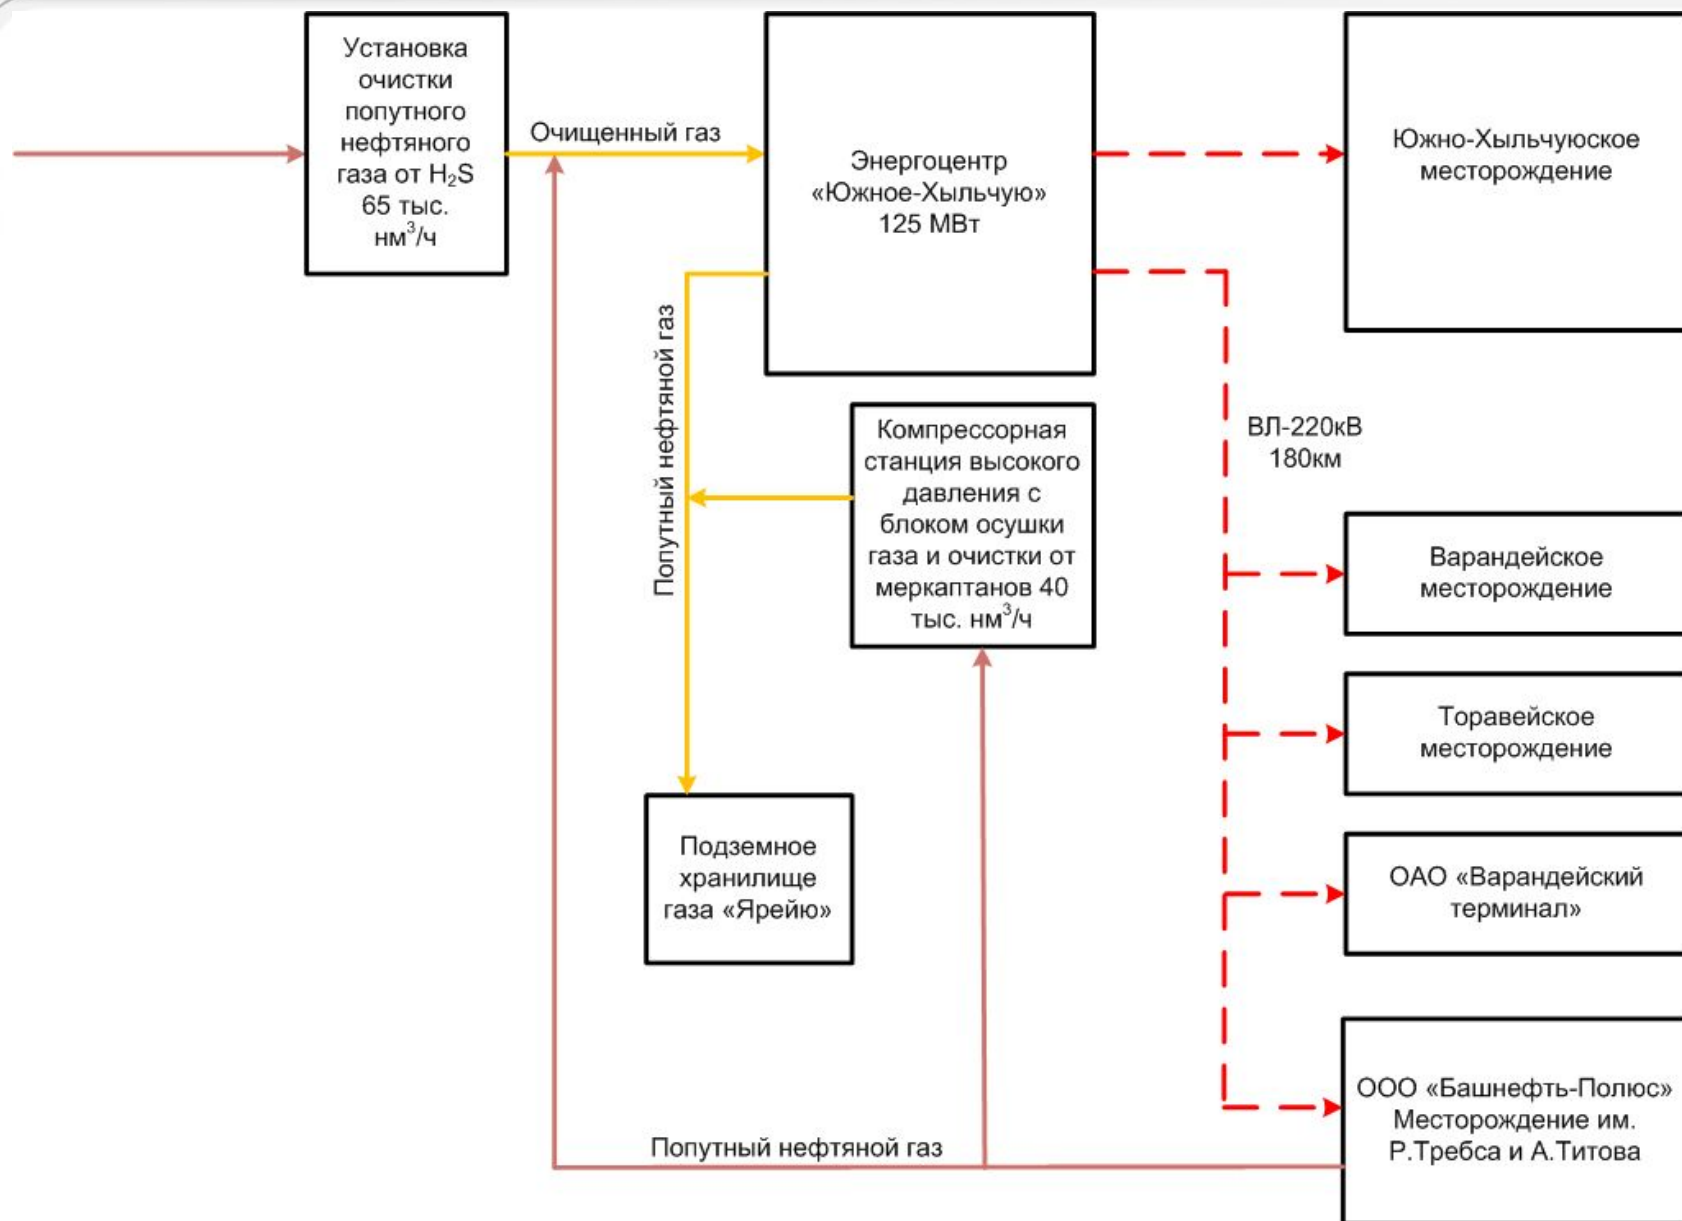 Установка
очистки
попутного
нефтяного
газа от H₂S
65 тыс.
нм³/ч
Очищенный газ
Энергоцентр
«Южное-Хыльчую»
125 МВт
Южно-Хыльчуюское
месторождение
Попутный нефтяной газ
Компрессорная
станция высокого
давления с
блоком осушки
газа и очистки от
меркаптанов 40
тыс. нм³/ч
ВЛ-220кВ
180км
Варандейское
месторождение
Торавейское
месторождение
Подземное
хранилище
газа «Ярейю»
ОАО «Варандейский
терминал»
ООО «Башнефть-Полюс»
Месторождение им.
Р.Требса и А.Титова
Попутный нефтяной газ